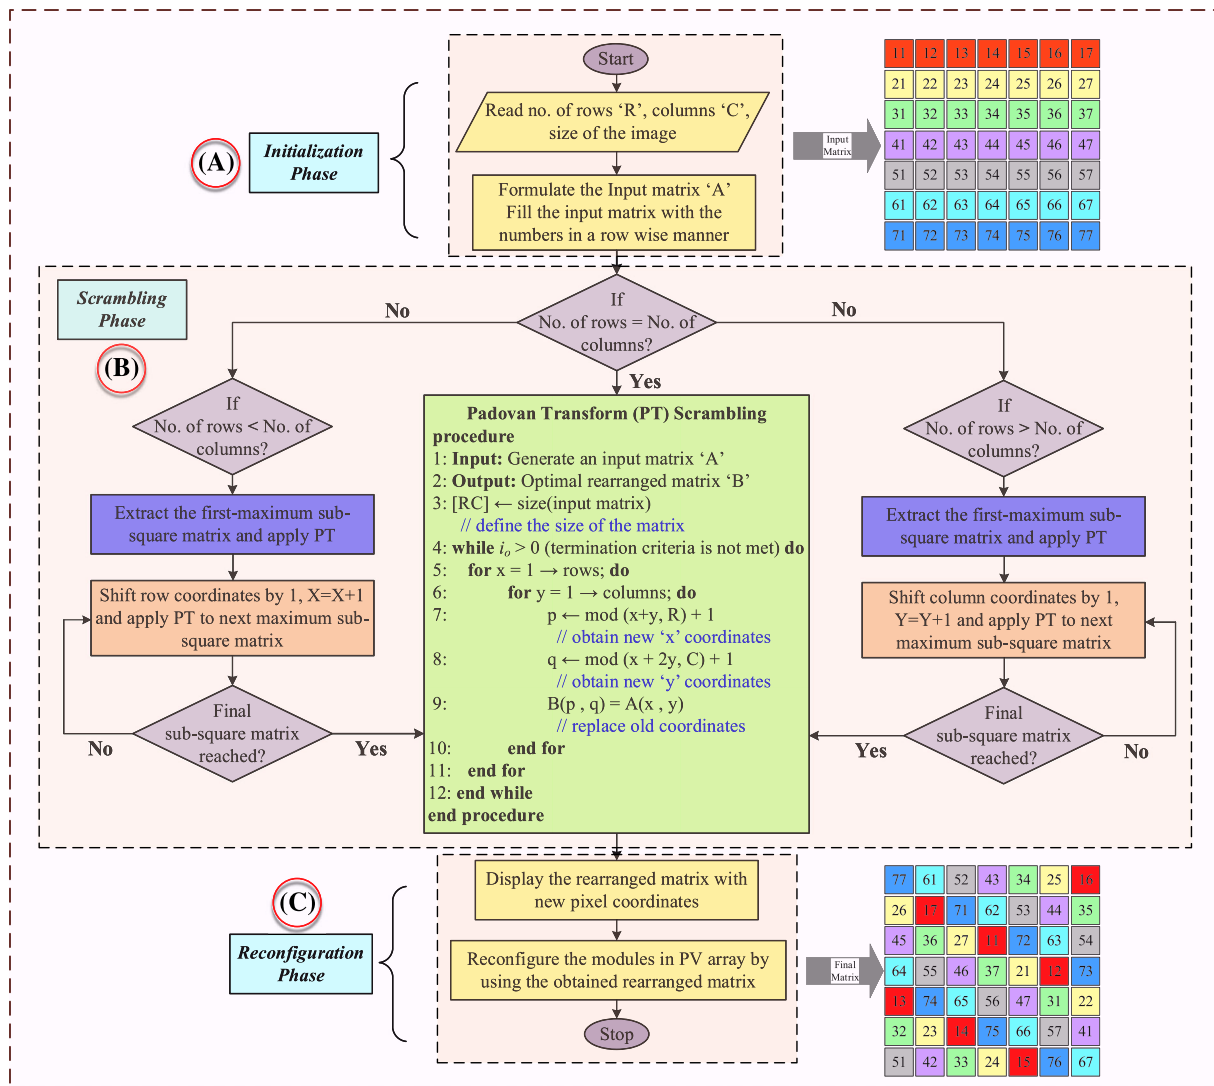 Start
Read no. of rows ‘R’, columns ‘C’,
size of the image
Formulate the Input matrix ‘A’
Fill the input matrix with the
numbers in a row wise manner
(A)
Initialization
Phase
Input
Matrix
11 12 13 14 15 16 17
21 22 23 24 25 26 27
31 32 33 34 35 36 37
41 42 43 44 45 46 47
51 52 53 54 55 56 57
61 62 63 64 65 66 67
71 72 73 74 75 76 77
Scrambling
Phase
(B)
If
No. of rows = No. of
columns?
No
No
Yes
If
No. of rows < No. of
columns?
Extract the first-maximum sub-
square matrix and apply PT
Shift row coordinates by 1, X=X+1
and apply PT to next maximum sub-
square matrix
Final
sub-square matrix
reached?
No
Yes
Padovan Transform (PT) Scrambling
procedure
1: Input: Generate an input matrix ‘A’
2: Output: Optimal rearranged matrix ‘B’
3: [RC] ← size(input matrix)
// define the size of the matrix
4: while io > 0 (termination criteria is not met) do
5: for x = 1 → rows; do
6: for y = 1 → columns; do
7: p ← mod (x+y, R) + 1
// obtain new ‘x’ coordinates
8: q ← mod (x + 2y, C) + 1
// obtain new ‘y’ coordinates
9: B(p , q) = A(x , y)
// replace old coordinates
10: end for
11: end for
12: end while
end procedure
If
No. of rows > No. of
columns?
Extract the first-maximum sub-
square matrix and apply PT
Shift column coordinates by 1,
Y=Y+1 and apply PT to next
maximum sub-square matrix
Final
sub-square matrix
reached?
Yes
No
(C)
Reconfiguration
Phase
Display the rearranged matrix with
new pixel coordinates
Reconfigure the modules in PV array by
using the obtained rearranged matrix
Stop
Final
Matrix
77 61 52 43 34 25 16
26 17 71 62 53 44 35
45 36 27 11 72 63 54
64 55 46 37 21 12 73
13 74 65 56 47 31 22
32 23 14 75 66 57 41
51 42 33 24 15 76 67